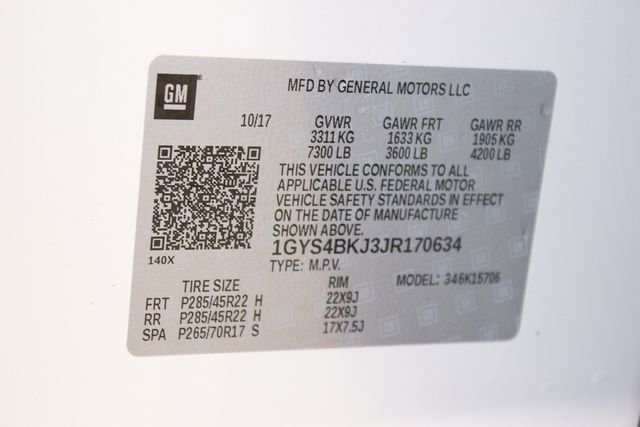 GM
MFD BY GENERAL MOTORS LLC
10/17 GVWR GAWR FRT GAWR RR
3311 KG 1633 KG 1905 KG
7300 LB 3600 LB 4200 LB
THIS VEHICLE CONFORMS TO ALL
APPLICABLE U.S. FEDERAL MOTOR
VEHICLE SAFETY STANDARDS IN EFFECT
ON THE DATE OF MANUFACTURE
SHOWN ABOVE.
1GYS4BKJ3JR170634
140X
TYPE: M.P.V. MODEL: 346K15706
TIRE SIZE RIM
FRT P285/45R22 H 22X9J
RR P285/45R22 H 22X9J
SPA P265/70R17 S 17X7.5J